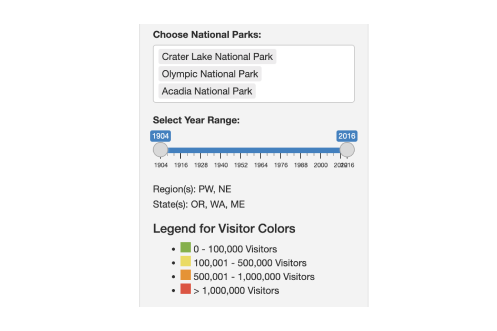 Choose National Parks:
Crater Lake National Park
Olympic National Park
Acadia National Park
Select Year Range:
1904 2016
1904 1916 1928 1940 1952 1964 1976 1988 2000 2016
Region(s): PW, NE
State(s): OR, WA, ME
Legend for Visitor Colors
0 - 100,000 Visitors
100,001 - 500,000 Visitors
500,001 - 1,000,000 Visitors
> 1,000,000 Visitors